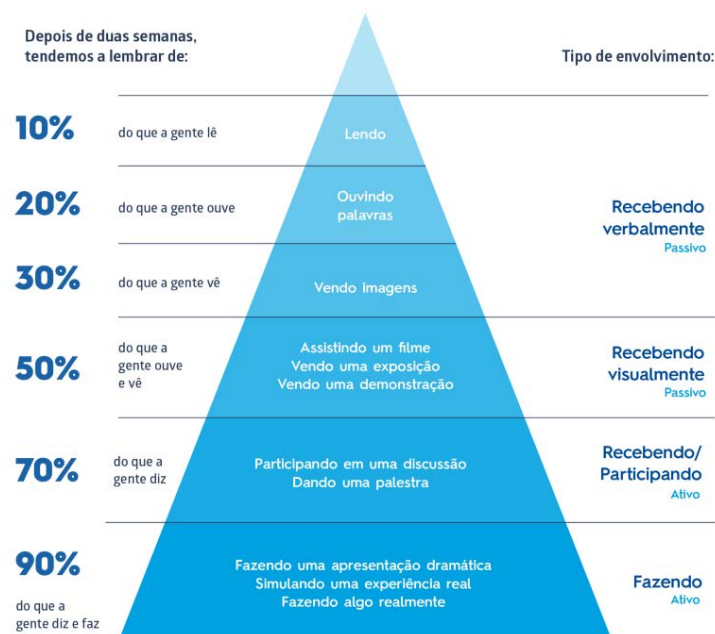 Depois de duas semanas,
tendemos a lembrar de:
Tipo de envolvimento:
10%
do que a gente lê
Lendo
20%
do que a gente ouve
Ouvindo
palavras
Recebendo
verbalmente
Passivo
30%
do que a gente vê
Vendo Imagens
50%
do que a
gente ouve
e vê
Assistindo um filme
Vendo uma exposição
Vendo uma demonstração
Recebendo
visualmente
Passivo
70%
do que a
gente diz
Participando em uma discussão
Dando uma palestra
Recebendo/
Participando
Ativo
90%
do que a
gente diz e faz
Fazendo uma apresentação dramática
Simulando uma experiência real
Fazendo algo realmente
Fazendo
Ativo